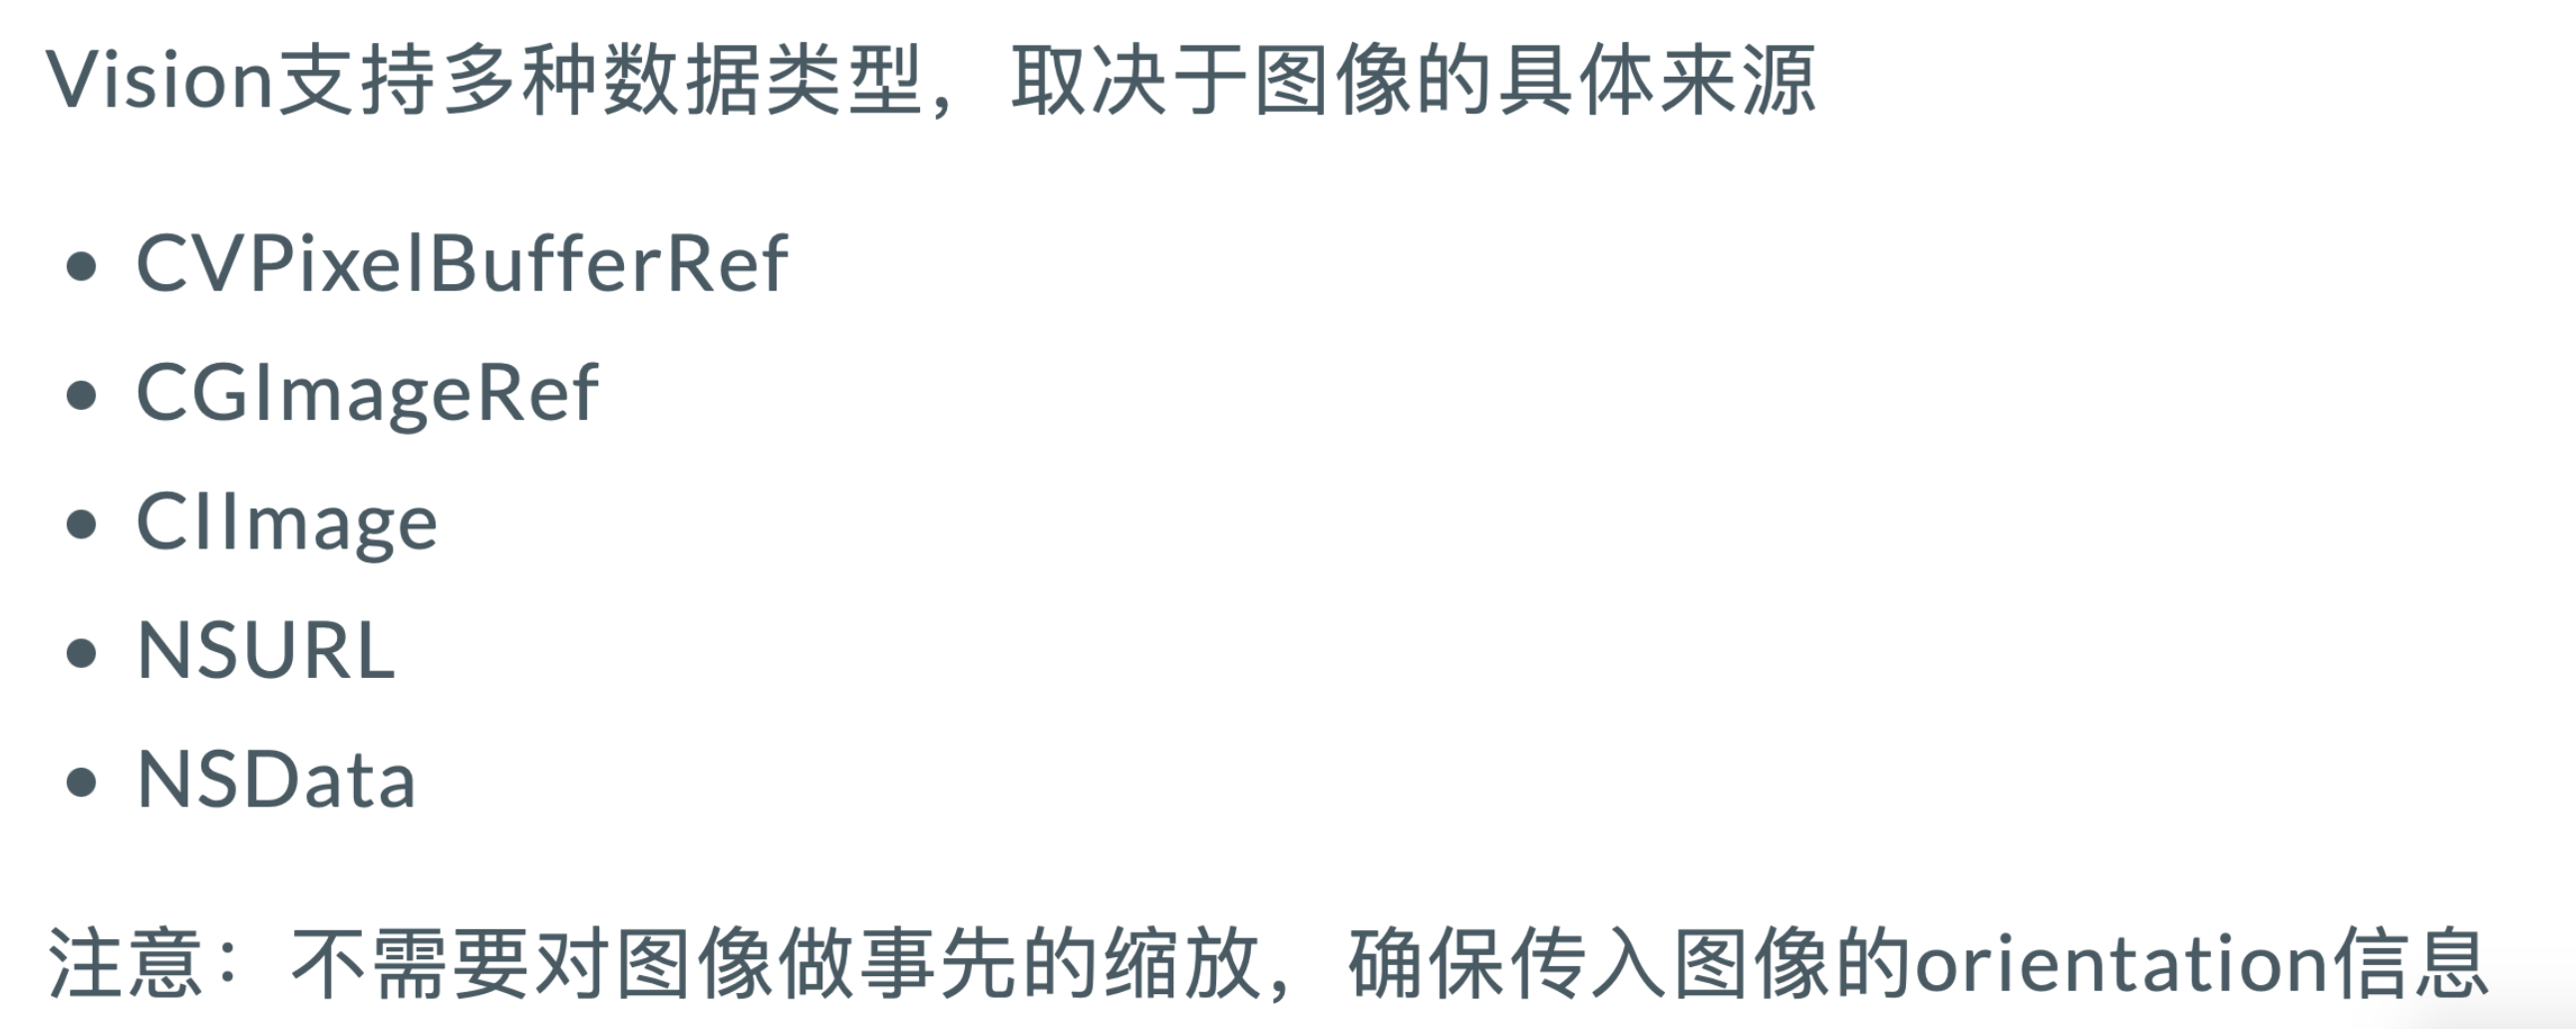 Vision支持多种数据类型，取决于图像的具体来源
• CVPixelBufferRef
• CGImageRef
• CIImage
• NSURL
• NSData
注意：不需要对图像做事先的缩放，确保传入图像的orientation信息